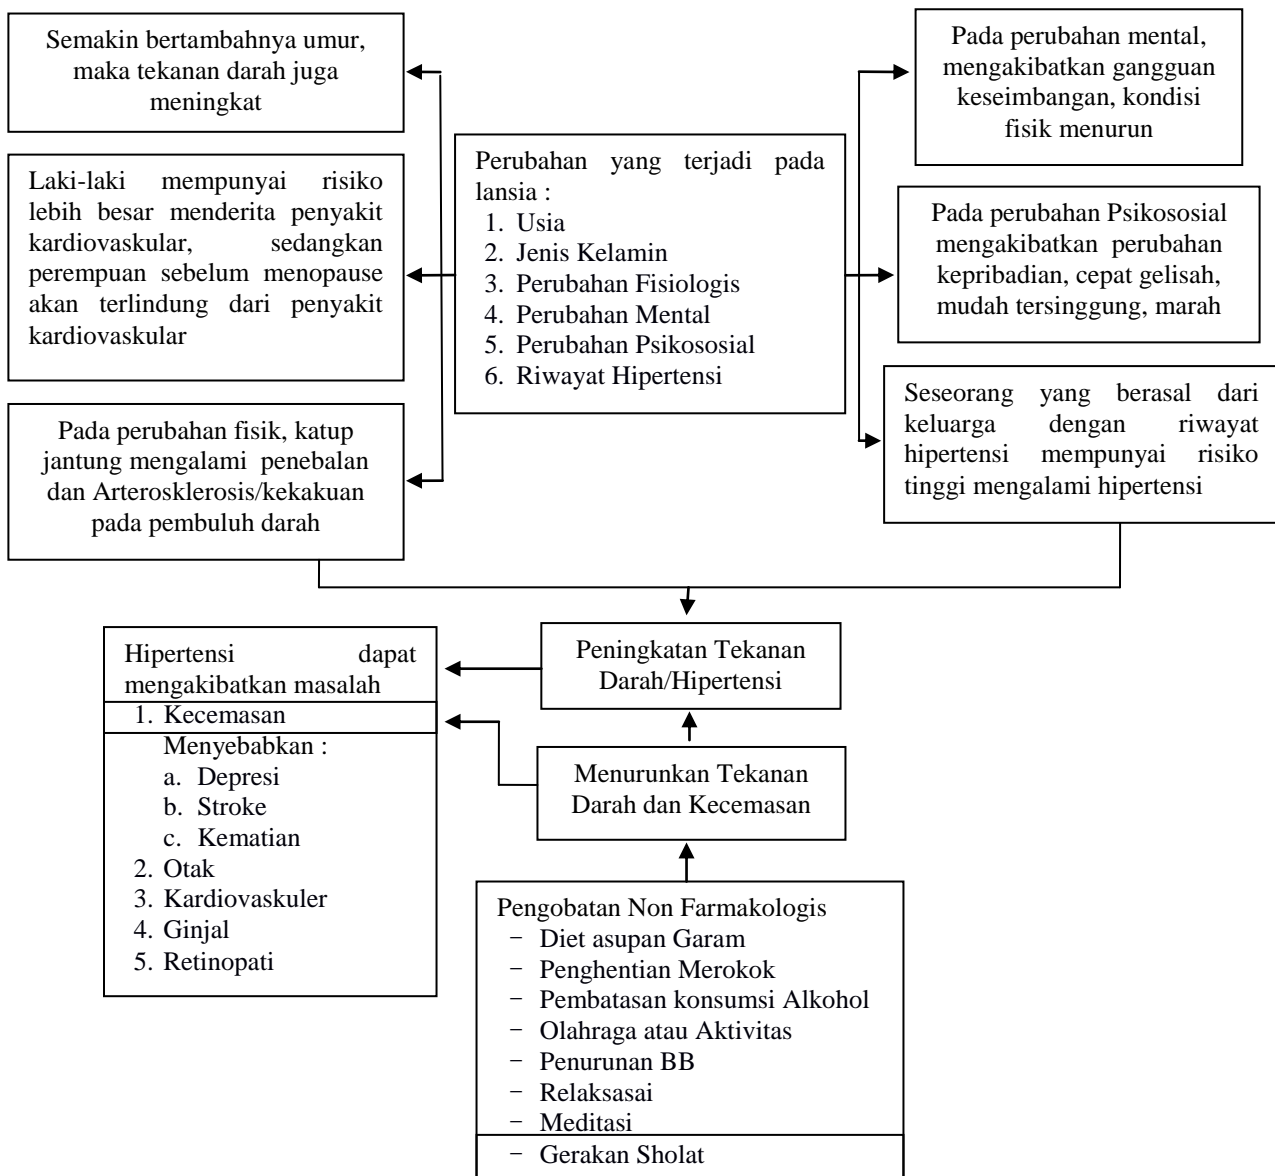 Semakin bertambahnya umur,
maka tekanan darah juga
meningkat
Laki-laki mempunyai risiko
lebih besar menderita penyakit
kardiovaskular, sedangkan
perempuan sebelum menopause
akan terlindung dari penyakit
kardiovaskular
Pada perubahan fisik, katup
jantung mengalami penebalan
dan Arterosklerosis/kekakuan
pada pembuluh darah
Perubahan yang terjadi pada
lansia :
1. Usia
2. Jenis Kelamin
3. Perubahan Fisiologis
4. Perubahan Mental
5. Perubahan Psikososial
6. Riwayat Hipertensi
Pada perubahan mental,
mengakibatkan gangguan
keseimbangan, kondisi
fisik menurun
Pada perubahan Psikososial
mengakibatkan perubahan
kepribadian, cepat gelisah,
mudah tersinggung, marah
Seseorang yang berasal dari
keluarga dengan riwayat
hipertensi mempunyai risiko
tinggi mengalami hipertensi
Peningkatan Tekanan
Darah/Hipertensi
Hipertensi dapat
mengakibatkan masalah
1. Kecemasan
Menyebabkan :
a. Depresi
b. Stroke
c. Kematian
2. Otak
3. Kardiovaskuler
4. Ginjal
5. Retinopati
Menurunkan Tekanan
Darah dan Kecemasan
Pengobatan Non Farmakologis
− Diet asupan Garam
− Penghentian Merokok
− Pembatasan konsumsi Alkohol
− Olahraga atau Aktivitas
− Penurunan BB
− Relaksasai
− Meditasi
− Gerakan Sholat